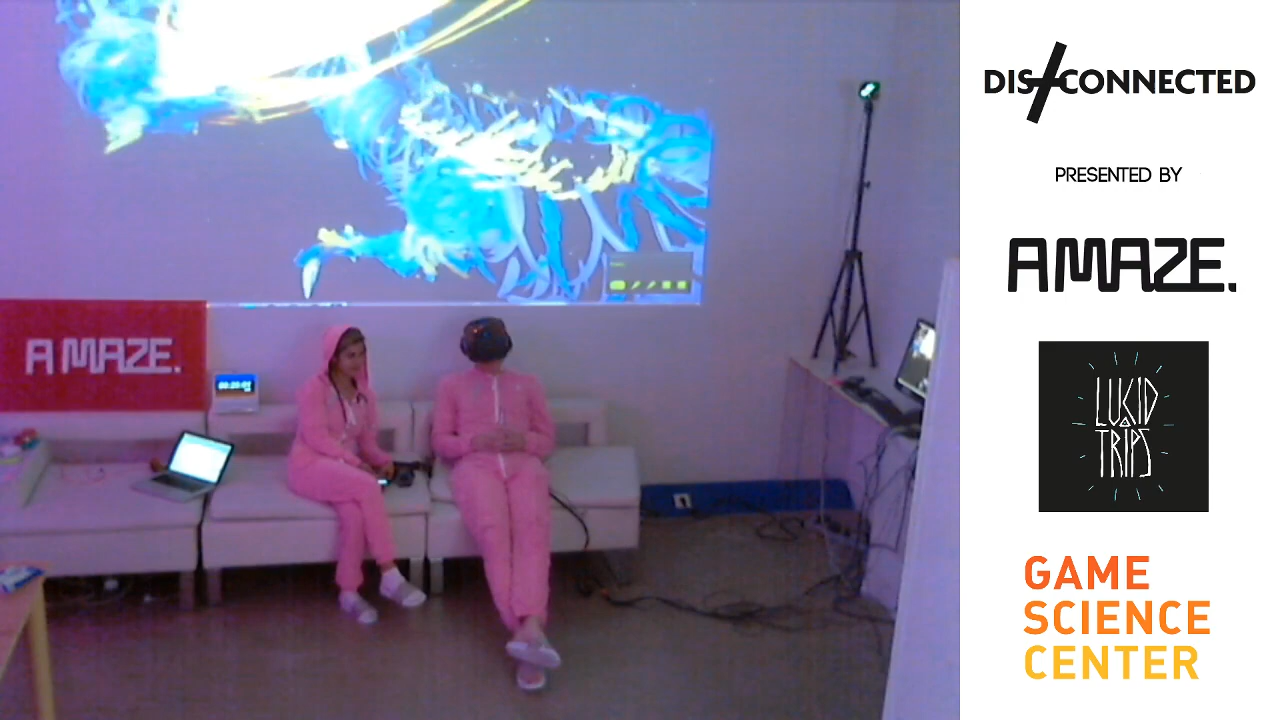 A MAZE.
DIS/CONNECTED
PRESENTED BY
A MAZE.
LUCID
TRIPS
GAME
SCIENCE
CENTER